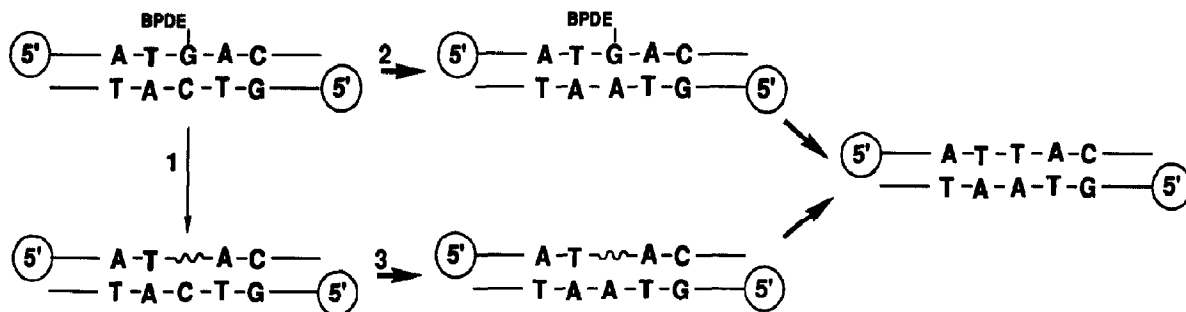 BPDE
5' A-T-G-A-C
T-A-C-T-G 5'
2
BPDE
5' A-T-G-A-C
T-A-A-T-G 5'
1
5' A-T-T-A-C
T-A-A-T-G 5'
5' A-T A-C
T-A-C-T-G 5'
3
5' A-T A-C
T-A-A-T-G 5'